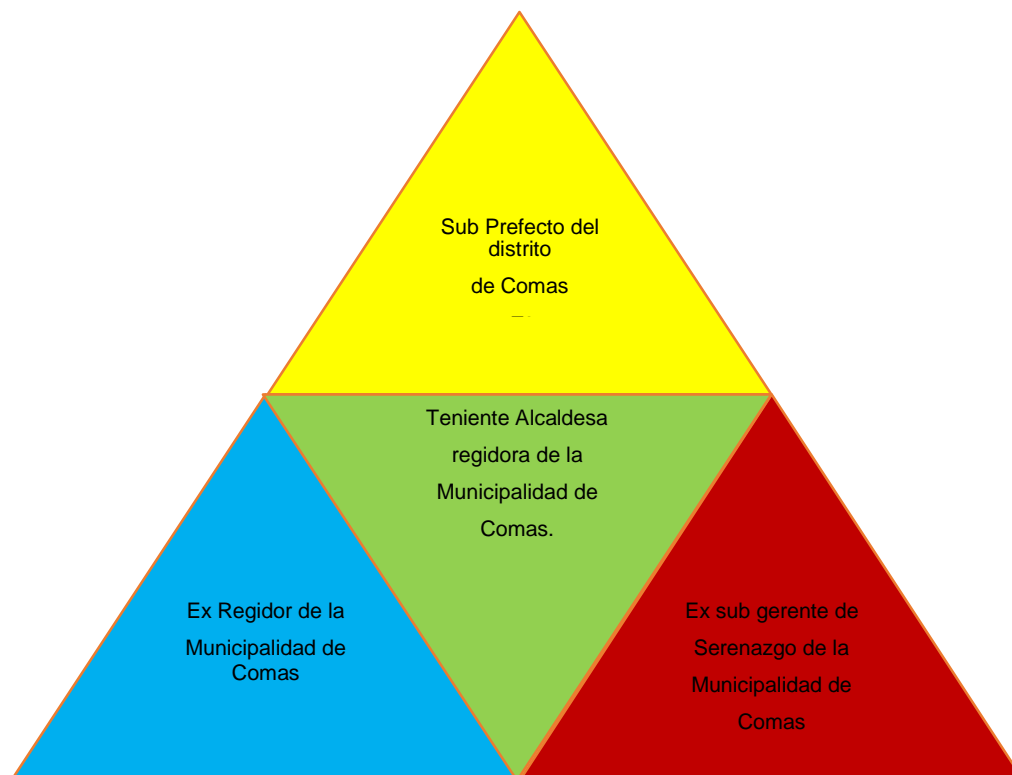 Sub Prefecto del
distrito
de Comas
Teniente Alcaldesa
regidora de la
Municipalidad de
Comas.
Ex Regidor de la
Municipalidad de
Comas
Ex sub gerente de
Serenazgo de la
Municipalidad de
Comas